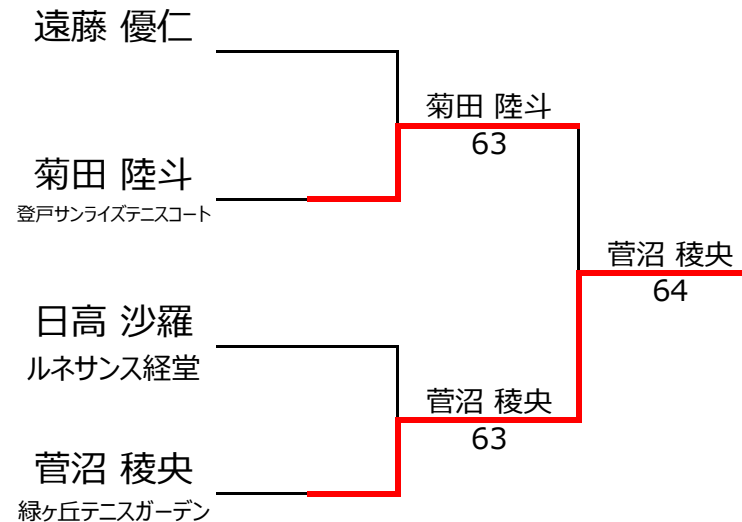 遠藤 優仁
菊田 陸斗
63
菊田 陸斗
登戸サンライズテニスコート
菅沼 稜央
64
日高 沙羅
ルネサンス経堂
菅沼 稜央
63
菅沼 稜央
緑ヶ丘テニスガーデン